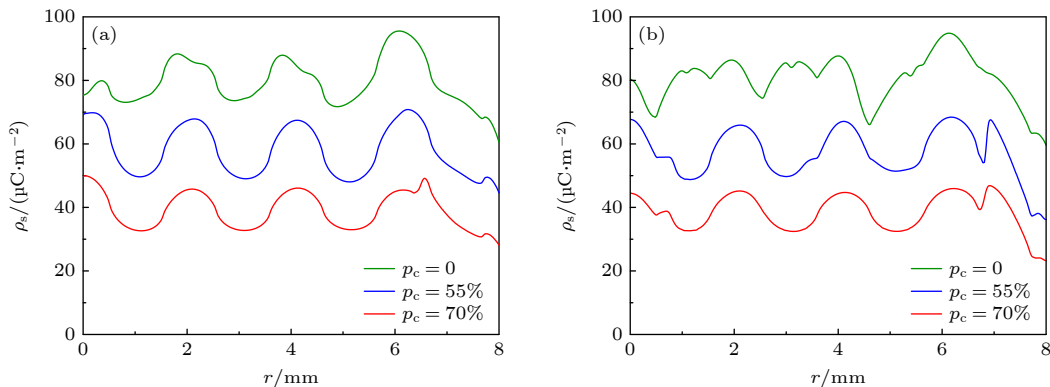 (a)
100
80
60
40
20
0
ρs/(μC·m−2)
pc = 0
pc = 55%
pc = 70%
0 2 4 6 8
r/mm
(b)
100
80
60
40
20
0
ρs/(μC·m−2)
pc = 0
pc = 55%
pc = 70%
0 2 4 6 8
r/mm